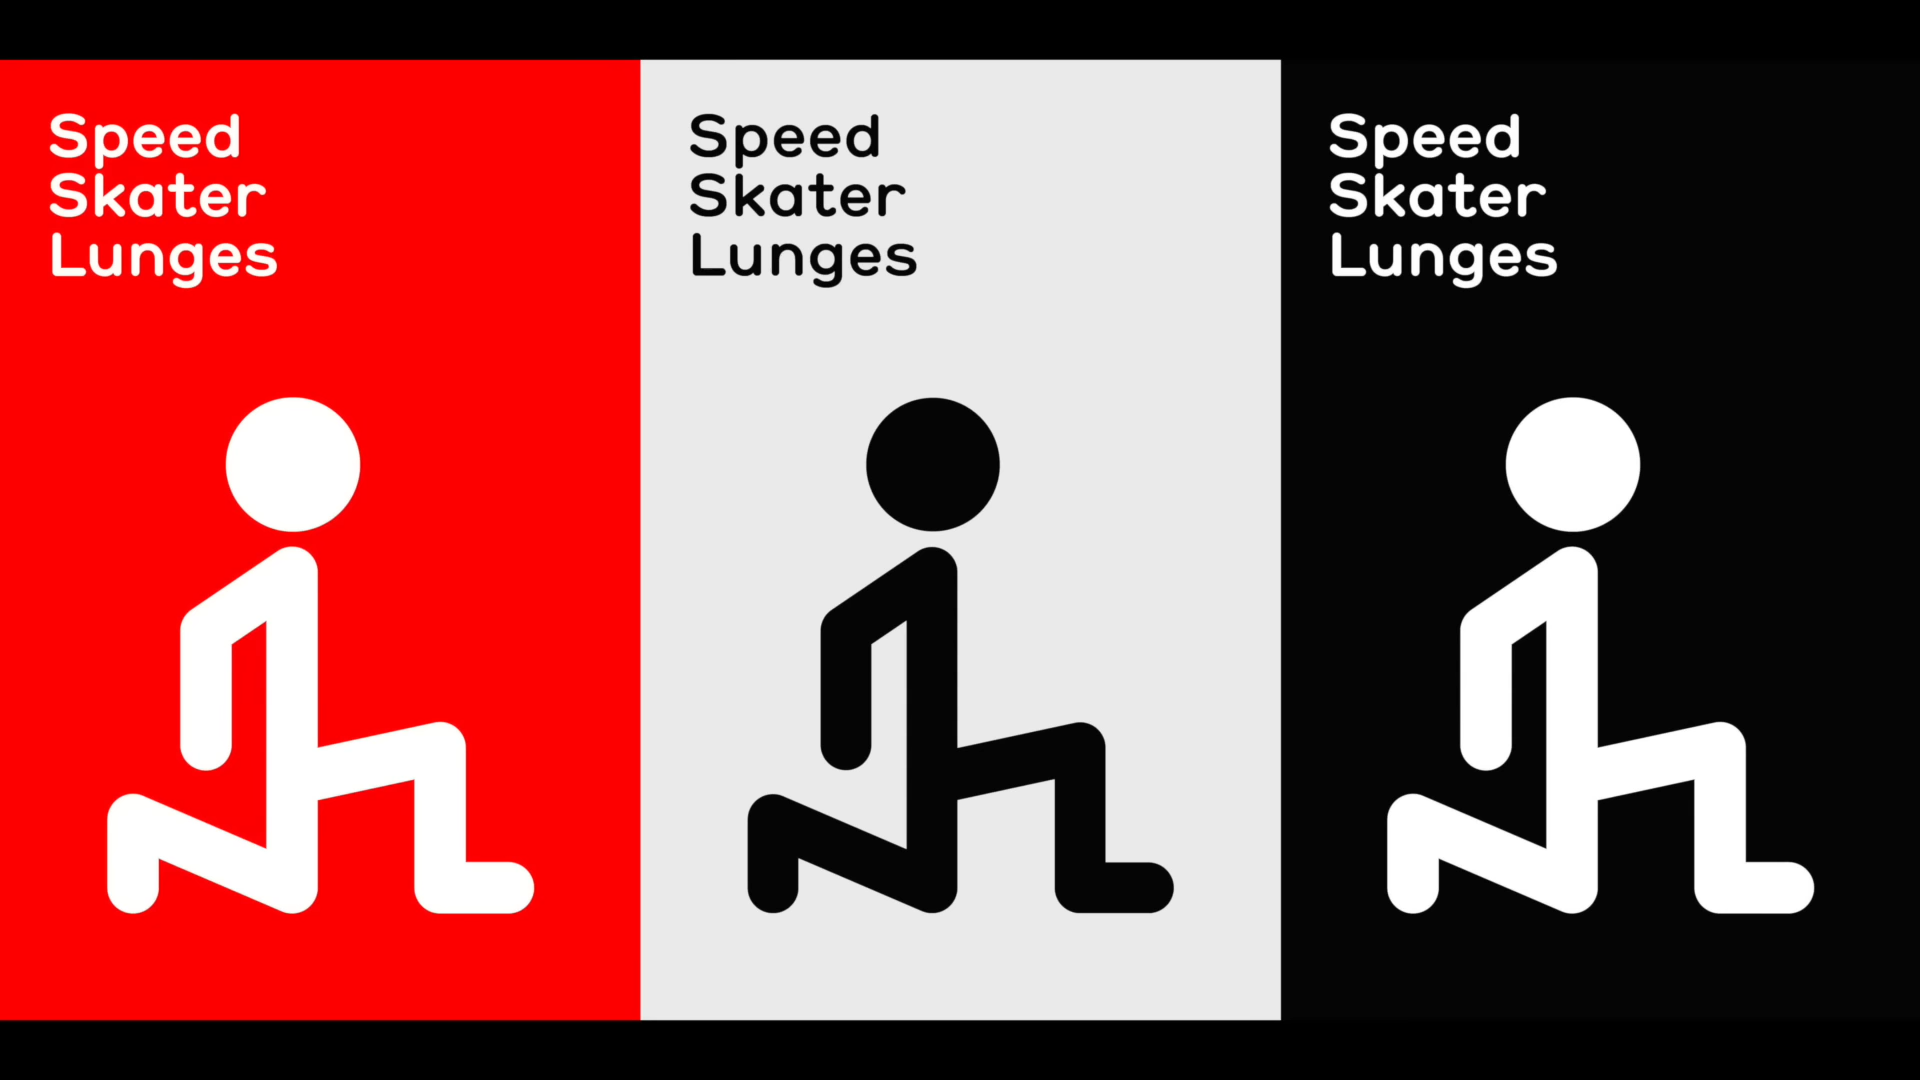 Speed
Skater
Lunges
Speed
Skater
Lunges
Speed
Skater
Lunges